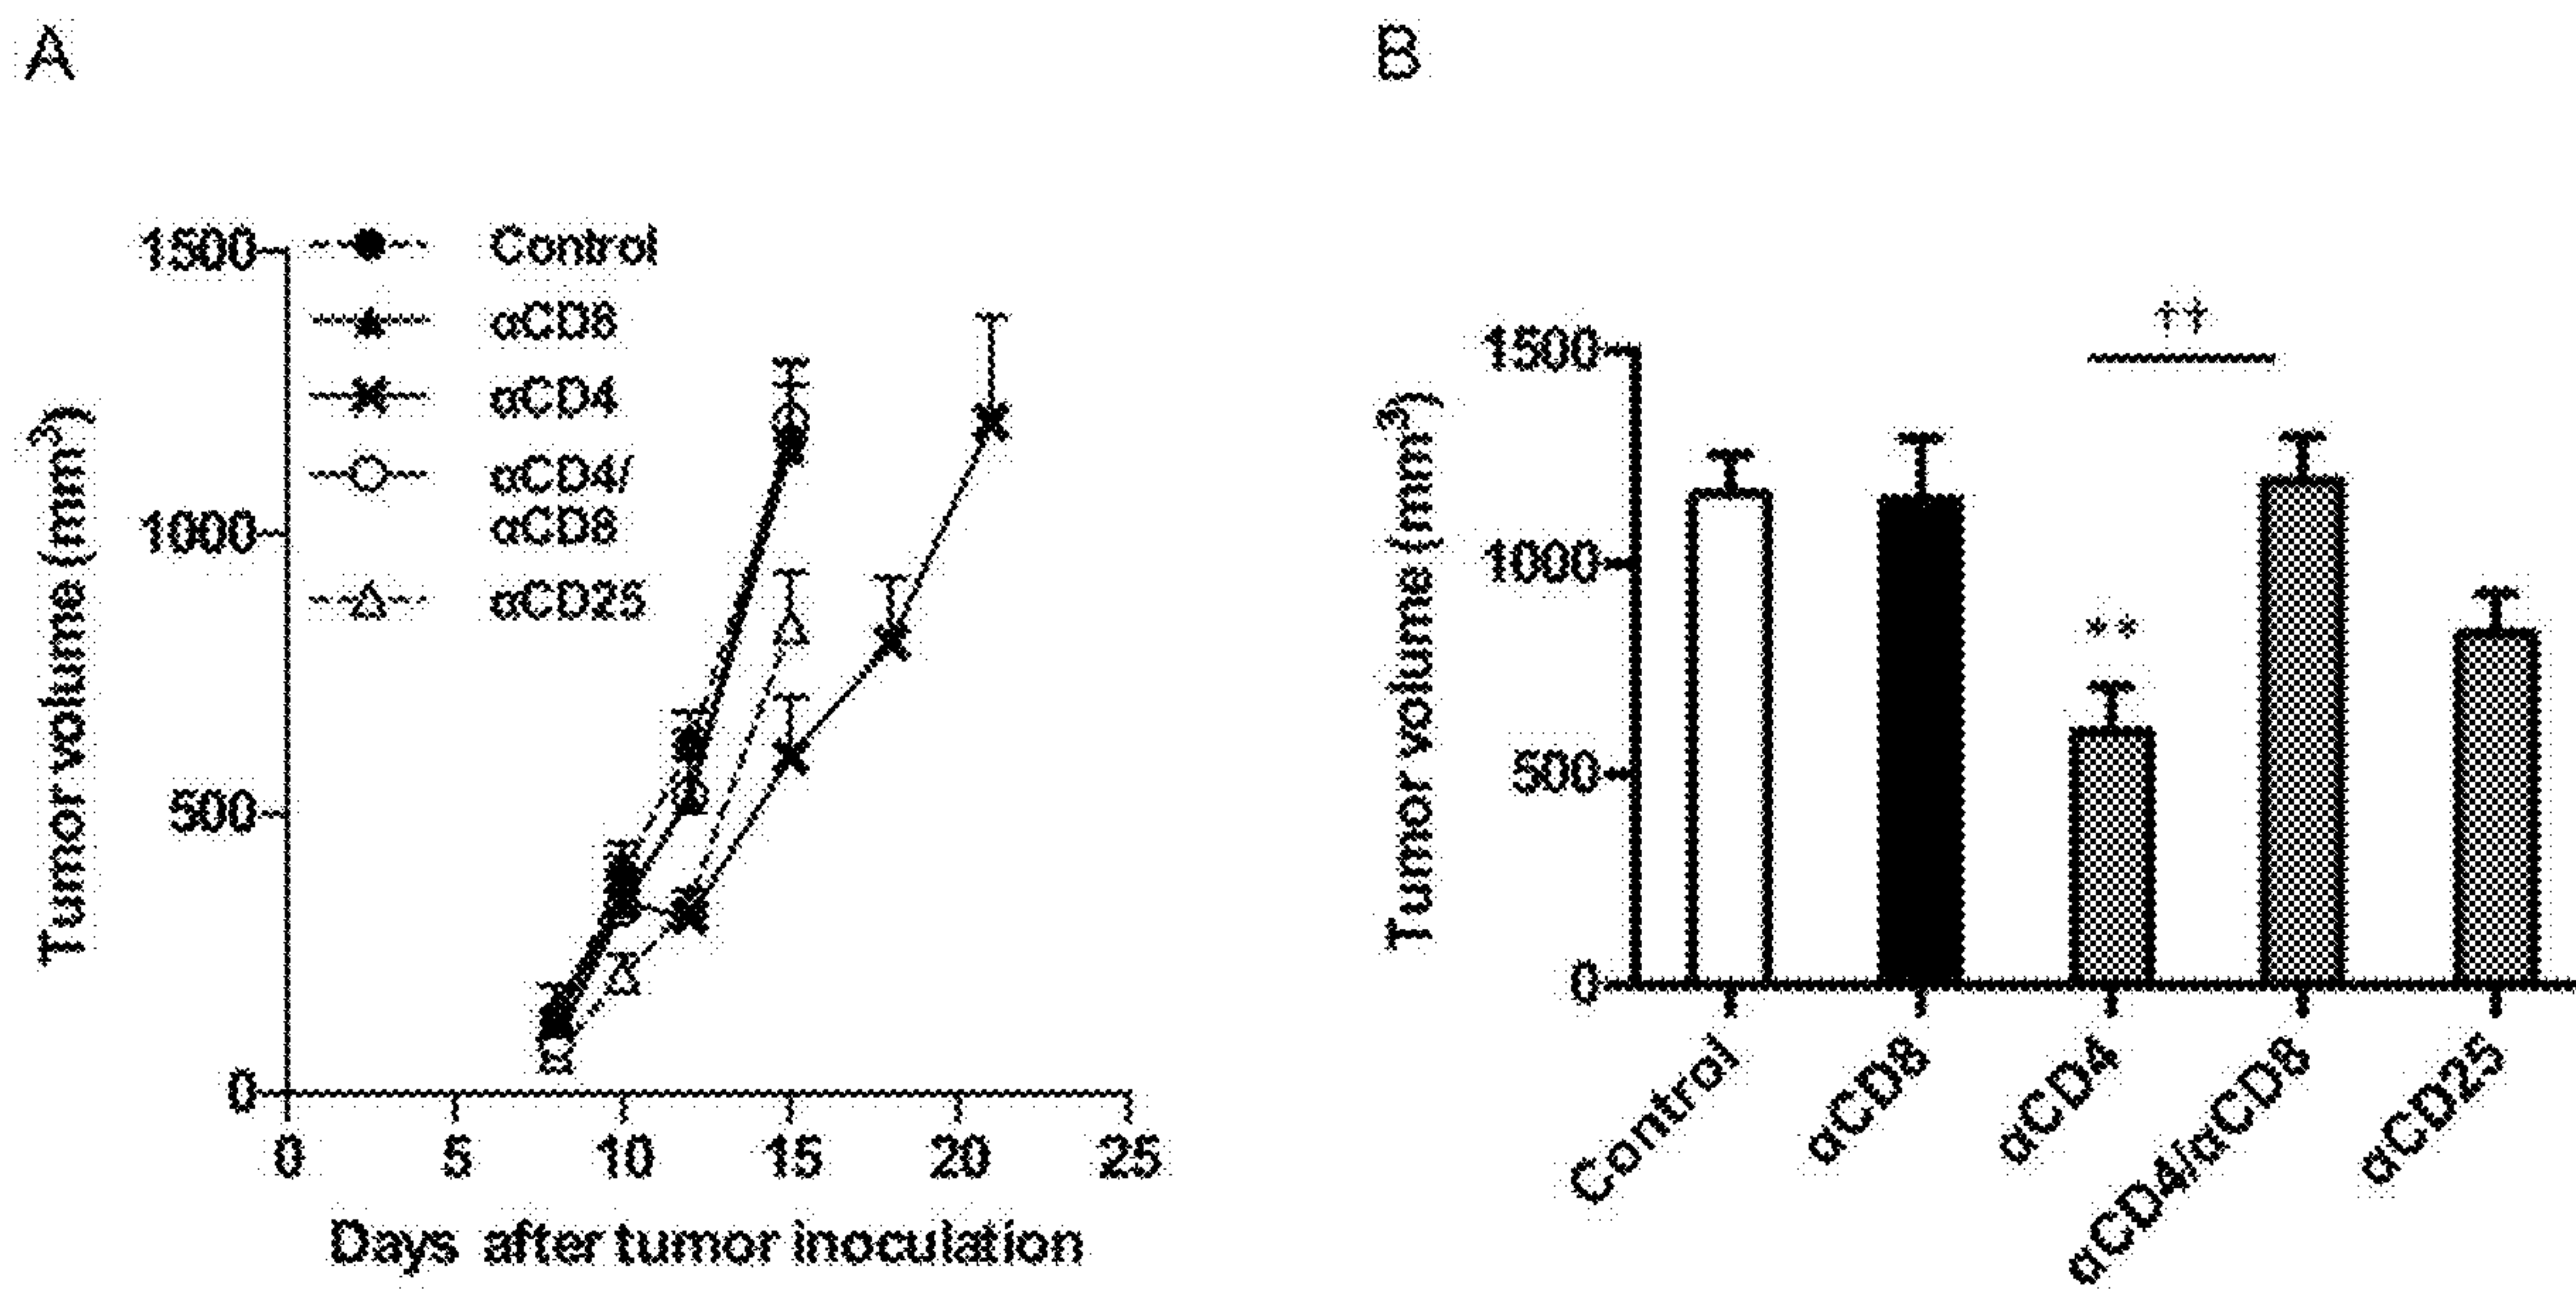 A
B
1500
1000
500
0
Control
αCD8
αCD4
αCD4/
αCD8
αCD25
Tumor volume (mm³)
0 5 10 15 20 25
Days after tumor inoculation
††
1500
1000
500
0
**
Tumor volume (mm³)
Control αCD8 αCD4 αCD4/αCD8 αCD25